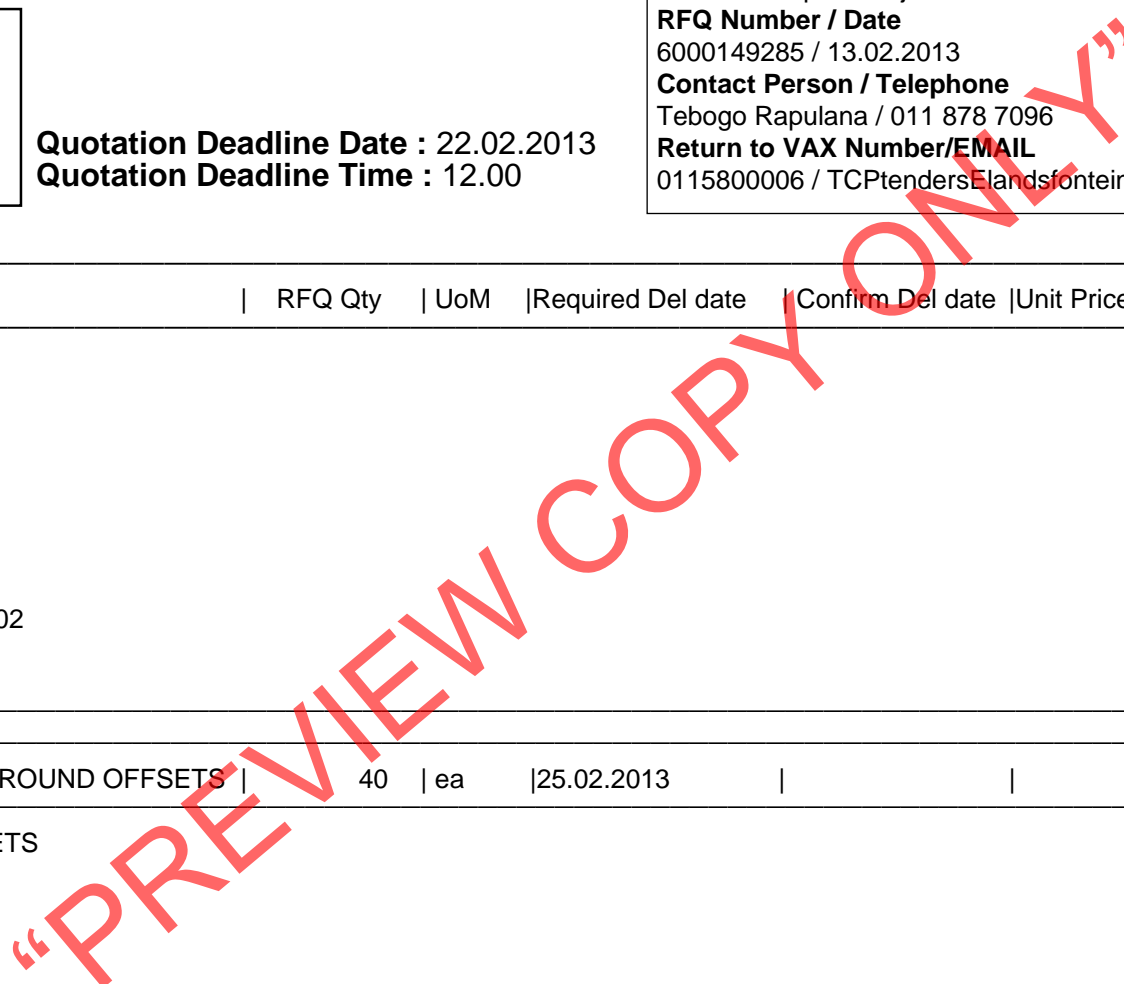 RFQ Number / Date
6000149285 / 13.02.2013
Contact Person / Telephone
Tebogo Rapulana / 011 878 7096
Return to VAX Number/EMAIL
0115800006 / TCPtendersElandsfontein
Quotation Deadline Date : 22.02.2013
Quotation Deadline Time : 12.00
| RFQ Qty | UoM |Required Del date | Confirm Del date |Unit Price
02
ROUND OFFSETS | 40 | ea |25.02.2013 | |
ETS
“PREVIEW COPY ONLY”